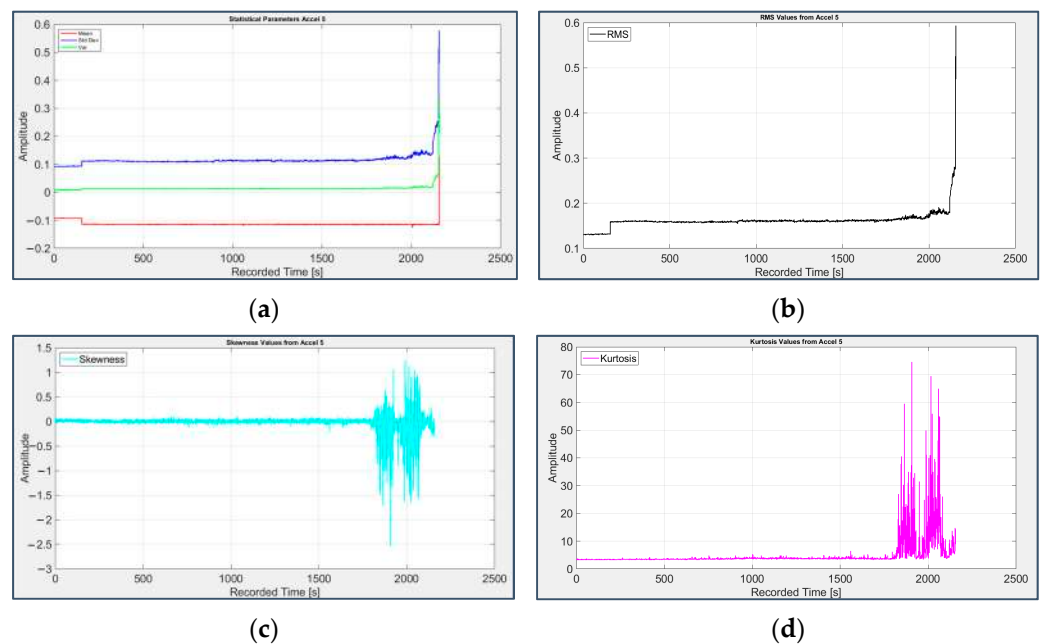 Statistical Parameters Accel 5
Mean
Std Dev
Var
0.6
0.5
0.4
0.3
0.2
0.1
0
−0.1
−0.2
Amplitude
0 500 1000 1500 2000 2500
Recorded Time [s]
(a)
RMS Values from Accel 5
RMS
0.6
0.5
0.4
0.3
0.2
0.1
Amplitude
0 500 1000 1500 2000 2500
Recorded Time [s]
(b)
Skewness Values from Accel 5
Skewness
1.5
1
0.5
0
−0.5
−1
−1.5
−2
−2.5
−3
Amplitude
0 500 1000 1500 2000 2500
Recorded Time [s]
(c)
Kurtosis Values from Accel 5
Kurtosis
80
70
60
50
40
30
20
10
0
Amplitude
0 500 1000 1500 2000 2500
Recorded Time [s]
(d)